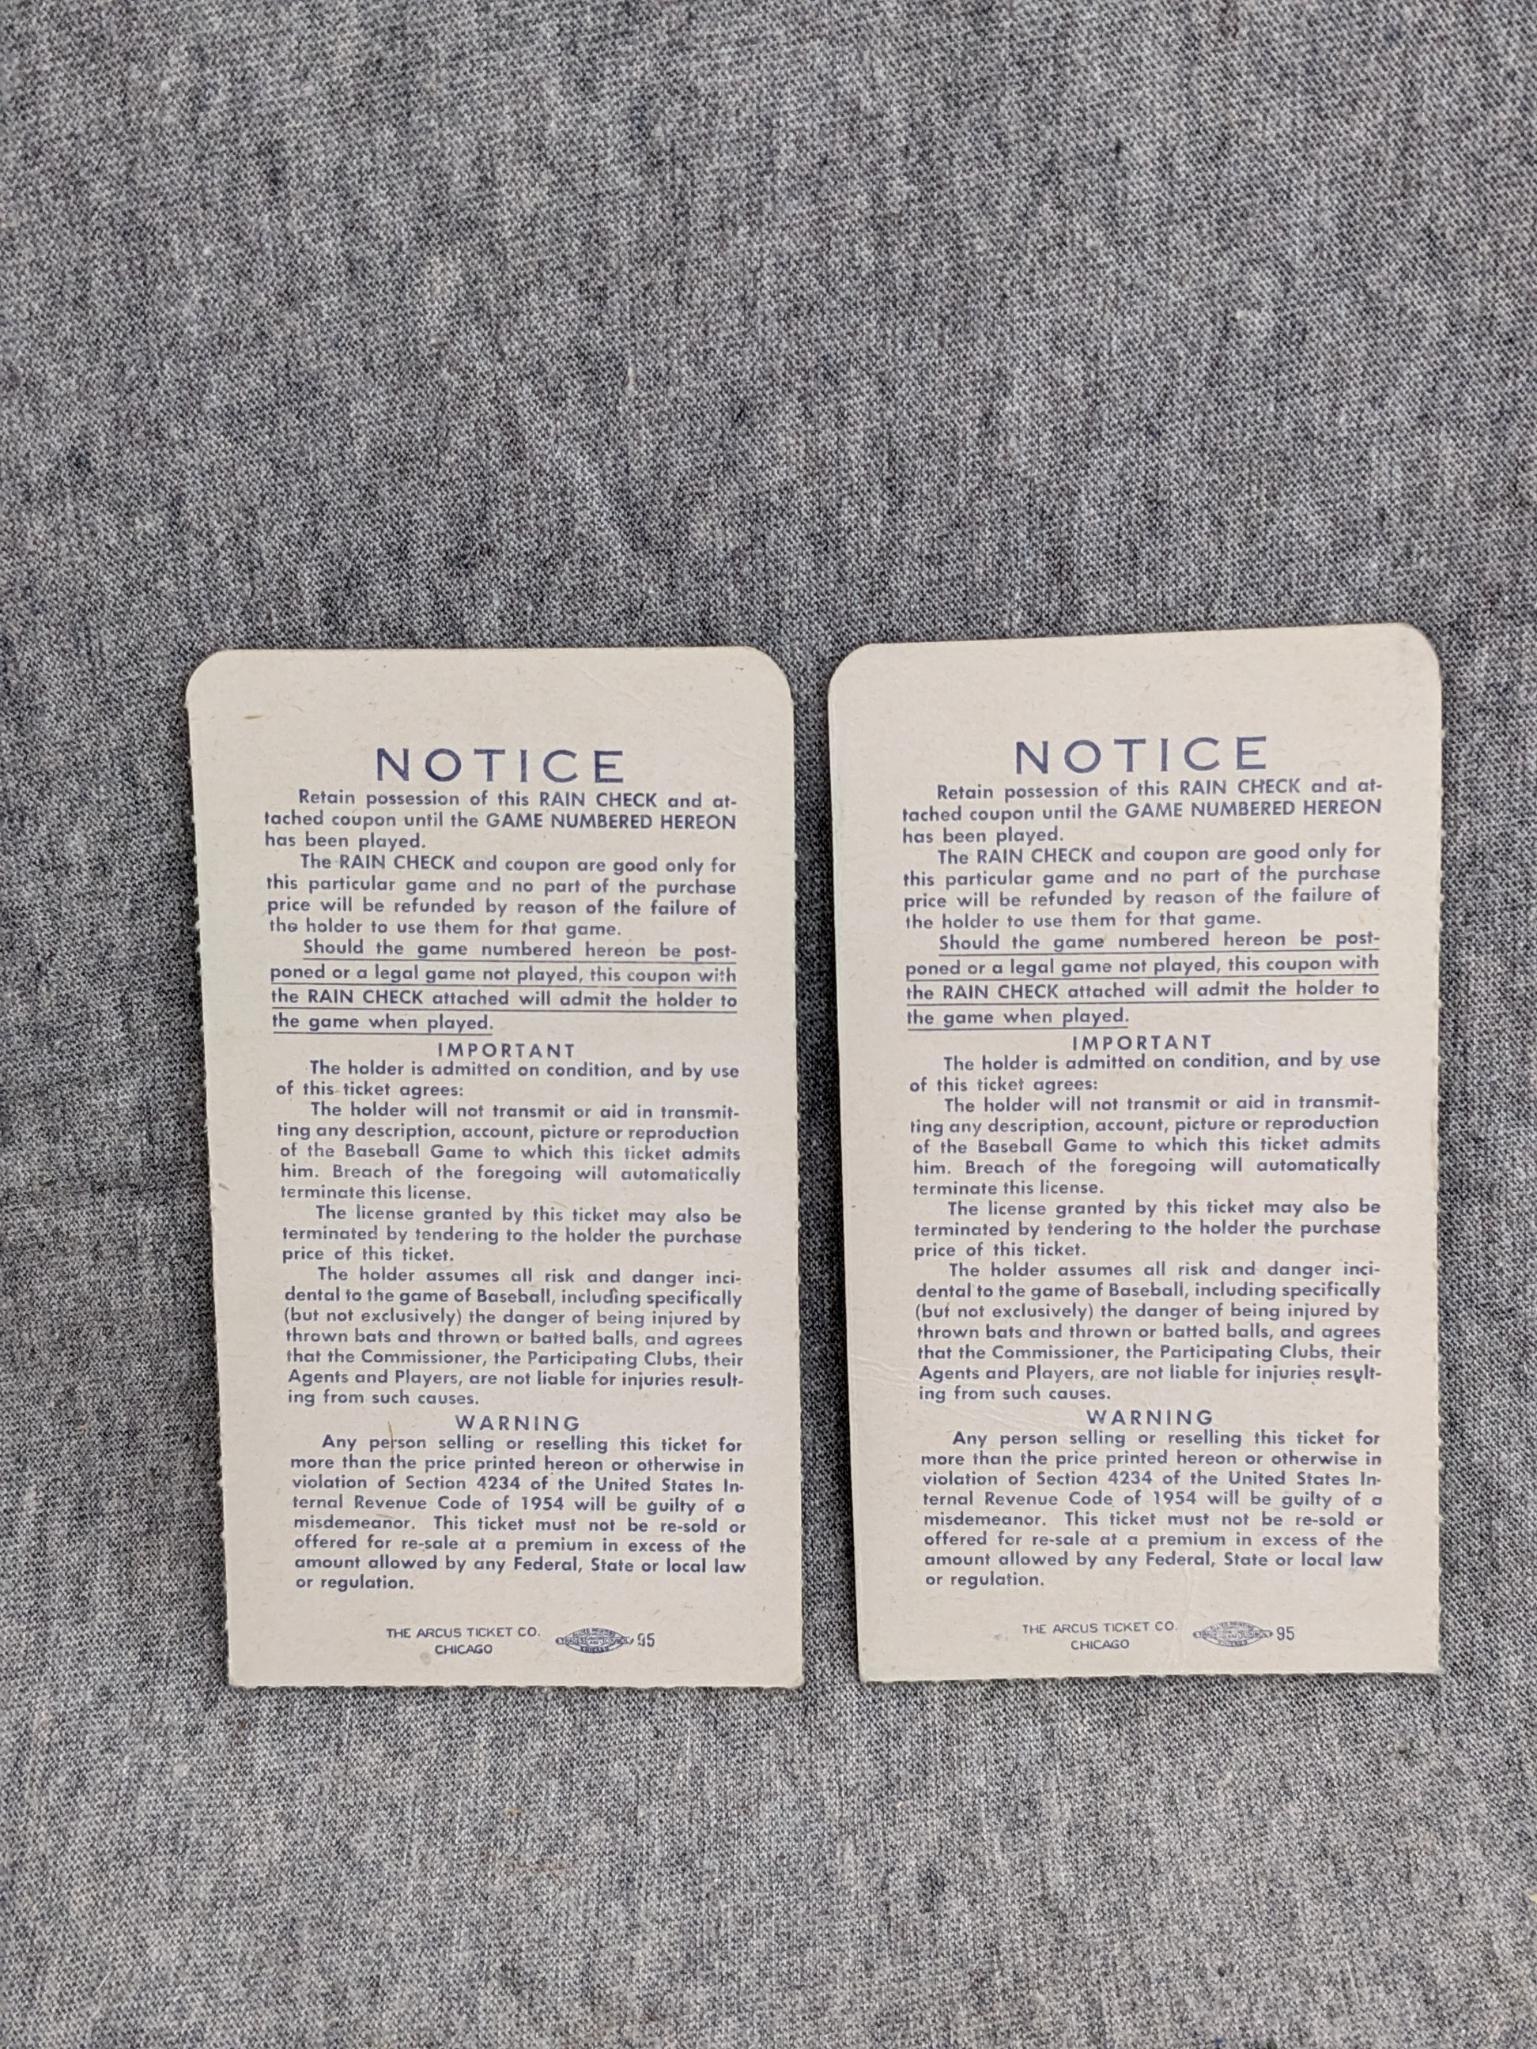 NOTICE
Retain possession of this RAIN CHECK and at-
tached coupon until the GAME NUMBERED HEREON
has been played.
The RAIN CHECK and coupon are good only for
this particular game and no part of the purchase
price will be refunded by reason of the failure of
the holder to use them for that game.
Should the game numbered hereon be post-
poned or a legal game not played, this coupon with
the RAIN CHECK attached will admit the holder to
the game when played.
IMPORTANT
The holder is admitted on condition, and by use
of this ticket agrees:
The holder will not transmit or aid in transmit-
ting any description, account, picture or reproduction
of the Baseball Game to which this ticket admits
him. Breach of the foregoing will automatically
terminate this license.
The license granted by this ticket may also be
terminated by tendering to the holder the purchase
price of this ticket.
The holder assumes all risk and danger inci-
dental to the game of Baseball, including specifically
(but not exclusively) the danger of being injured by
thrown bats and thrown or batted balls, and agrees
that the Commissioner, the Participating Clubs, their
Agents and Players, are not liable for injuries result-
ing from such causes.
WARNING
Any person selling or reselling this ticket for
more than the price printed hereon or otherwise in
violation of Section 4234 of the United States In-
ternal Revenue Code of 1954 will be guilty of a
misdemeanor. This ticket must not be re-sold or
offered for re-sale at a premium in excess of the
amount allowed by any Federal, State or local law
or regulation.
THE ARCUS TICKET CO.
CHICAGO
95
NOTICE
Retain possession of this RAIN CHECK and at-
tached coupon until the GAME NUMBERED HEREON
has been played.
The RAIN CHECK and coupon are good only for
this particular game and no part of the purchase
price will be refunded by reason of the failure of
the holder to use them for that game.
Should the game numbered hereon be post-
poned or a legal game not played, this coupon with
the RAIN CHECK attached will admit the holder to
the game when played.
IMPORTANT
The holder is admitted on condition, and by use
of this ticket agrees:
The holder will not transmit or aid in transmit-
ting any description, account, picture or reproduction
of the Baseball Game to which this ticket admits
him. Breach of the foregoing will automatically
terminate this license.
The license granted by this ticket may also be
terminated by tendering to the holder the purchase
price of this ticket.
The holder assumes all risk and danger inci-
dental to the game of Baseball, including specifically
(but not exclusively) the danger of being injured by
thrown bats and thrown or batted balls, and agrees
that the Commissioner, the Participating Clubs, their
Agents and Players, are not liable for injuries result-
ing from such causes.
WARNING
Any person selling or reselling this ticket for
more than the price printed hereon or otherwise in
violation of Section 4234 of the United States In-
ternal Revenue Code of 1954 will be guilty of a
misdemeanor. This ticket must not be re-sold or
offered for re-sale at a premium in excess of the
amount allowed by any Federal, State or local law
or regulation.
THE ARCUS TICKET CO.
CHICAGO
95